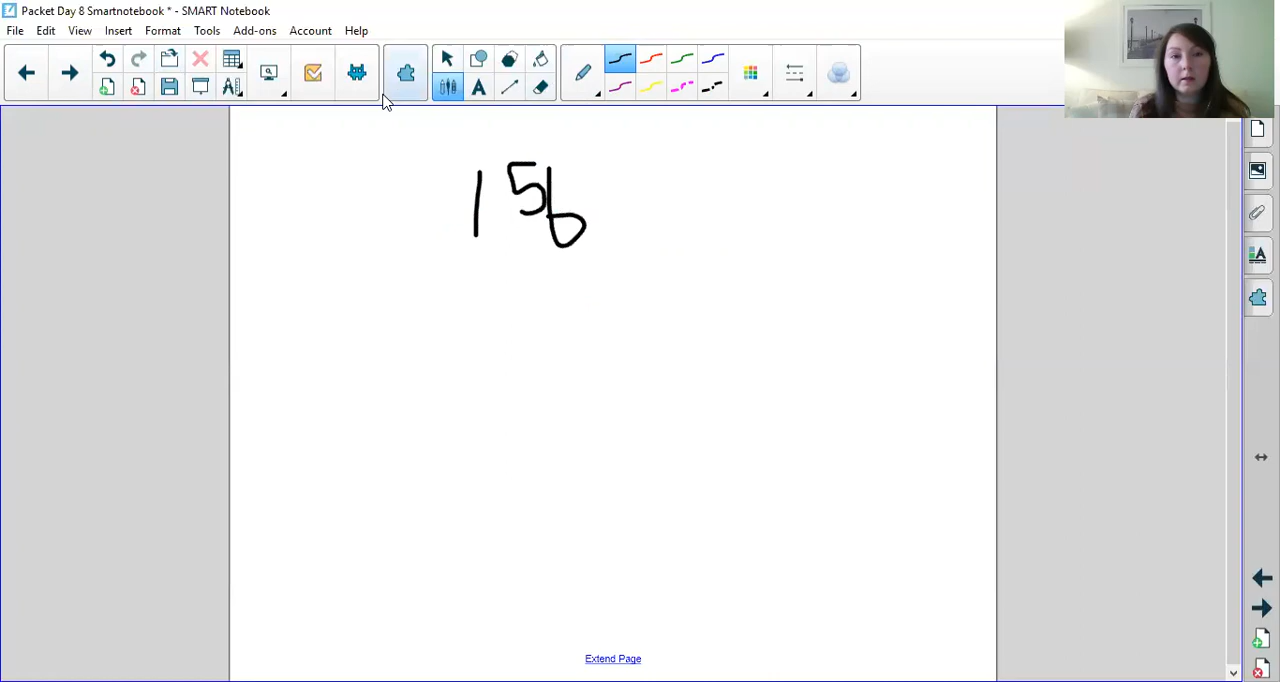 Packet Day 8 Smartnotebook * - SMART Notebook
File Edit View Insert Format Tools Add-ons Account Help
156
Extend Page